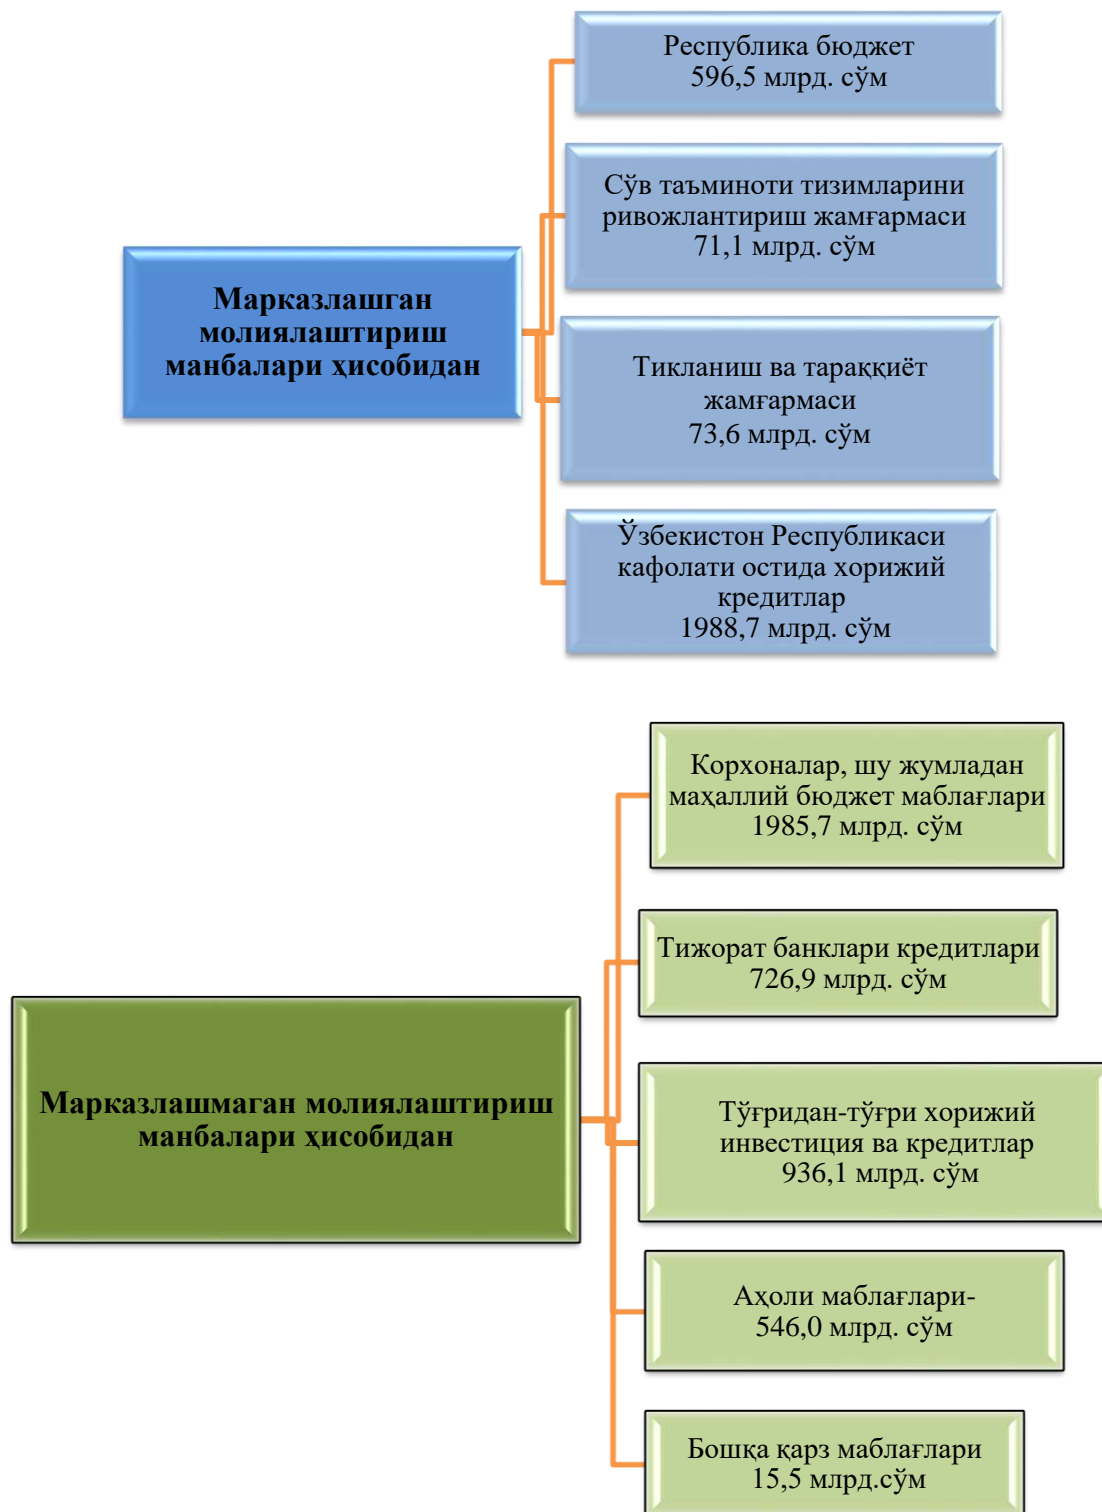 Республика бюджет
596,5 млрд. сўм
Сўв таъминоти тизимларини
ривожлантириш жамғармаси
71,1 млрд. сўм
Марказлашган
молиялаштириш
манбалари ҳисобидан
Тикланиш ва тараққиёт
жамғармаси
73,6 млрд. сўм
Ўзбекистон Республикаси
кафолати остида хорижий
кредитлар
1988,7 млрд. сўм
Корхоналар, шу жумладан
маҳаллий бюджет маблағлари
1985,7 млрд. сўм
Тижорат банклари кредитлари
726,9 млрд. сўм
Марказлашмаган молиялаштириш
манбалари ҳисобидан
Тўғридан-тўғри хорижий
инвестиция ва кредитлар
936,1 млрд. сўм
Аҳоли маблағлари-
546,0 млрд. сўм
Бошқа қарз маблағлари
15,5 млрд.сўм